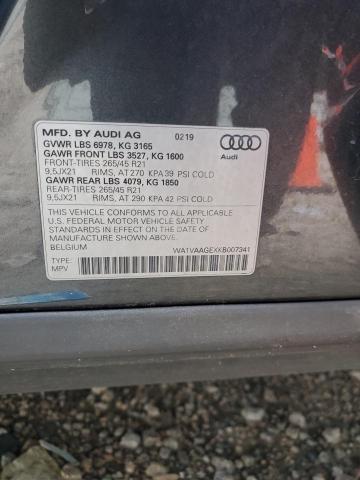 MFD. BY AUDI AG 02/19
GVWR LBS 6978, KG 3165
GAWR FRONT LBS 3527, KG 1600
FRONT-TIRES 265/45 R21
9,5JX21 RIMS, AT 270 KPA 39 PSI COLD
GAWR REAR LBS 4079, KG 1850
REAR-TIRES 265/45 R21
9,5JX21 RIMS, AT 290 KPA 42 PSI COLD
Audi
THIS VEHICLE CONFORMS TO ALL APPLICABLE
U.S. FEDERAL MOTOR VEHICLE SAFETY
STANDARDS IN EFFECT ON THE DATE OF
MANUFACTURE SHOWN ABOVE.
BELGIUM
TYPE: WA1VAAGEXKB007341
MPV